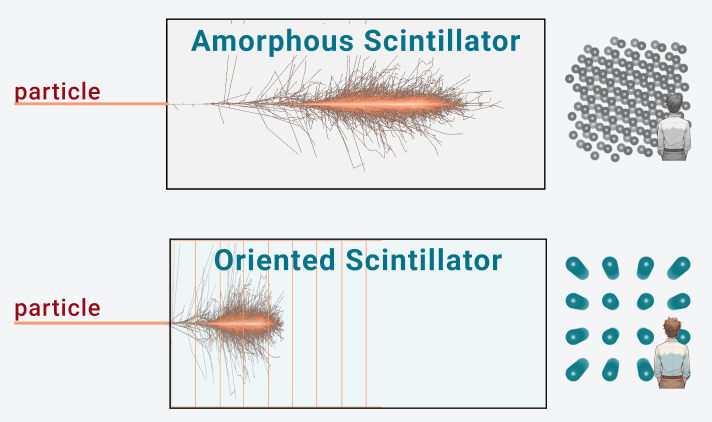 Amorphous Scintillator
particle
Oriented Scintillator
particle